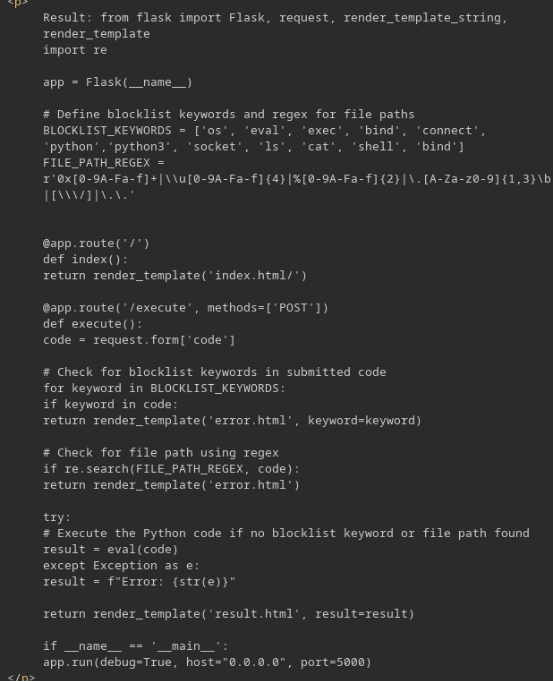 <p>
Result: from flask import Flask, request, render_template_string,
render_template
import re
app = Flask(__name__)
# Define blocklist keywords and regex for file paths
BLOCKLIST_KEYWORDS = ['os', 'eval', 'exec', 'bind', 'connect',
'python','python3', 'socket', 'ls', 'cat', 'shell', 'bind']
FILE_PATH_REGEX =
r'0x[0-9A-Fa-f]+|\\u[0-9A-Fa-f]{4}|%[0-9A-Fa-f]{2}|\.[A-Za-z0-9]{1,3}\b
|[\\\/]|\.\.'
@app.route('/')
def index():
return render_template('index.html/')
@app.route('/execute', methods=['POST'])
def execute():
code = request.form['code']
# Check for blocklist keywords in submitted code
for keyword in BLOCKLIST_KEYWORDS:
if keyword in code:
return render_template('error.html', keyword=keyword)
# Check for file path using regex
if re.search(FILE_PATH_REGEX, code):
return render_template('error.html')
try:
# Execute the Python code if no blocklist keyword or file path found
result = eval(code)
except Exception as e:
result = f"Error: {str(e)}"
return render_template('result.html', result=result)
if __name__ == '__main__':
app.run(debug=True, host="0.0.0.0", port=5000)
</p>